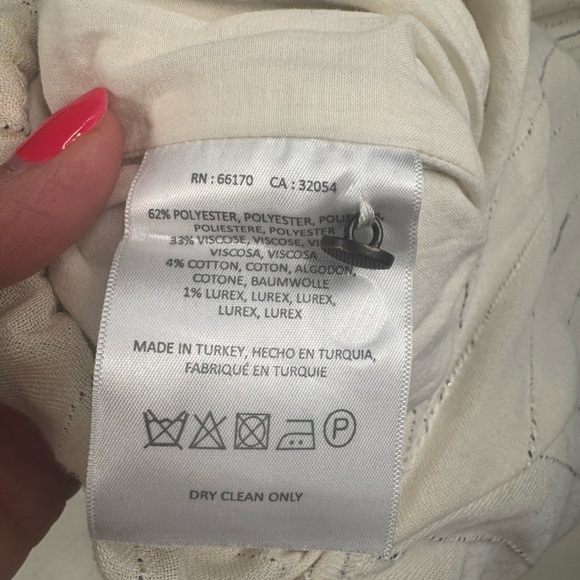 RN : 66170 CA : 32054
62% POLYESTER, POLYESTER,
POLIESTERE, POLYESTER
33% VISCOSE, VISCOSE,
VISCOSA, VISCOSA
4% COTTON, COTON, ALGODON,
COTONE, BAUMWOLLE
1% LUREX, LUREX, LUREX,
LUREX, LUREX
MADE IN TURKEY, HECHO EN TURQUIA,
FABRIQUÉ EN TURQUIE
P
DRY CLEAN ONLY